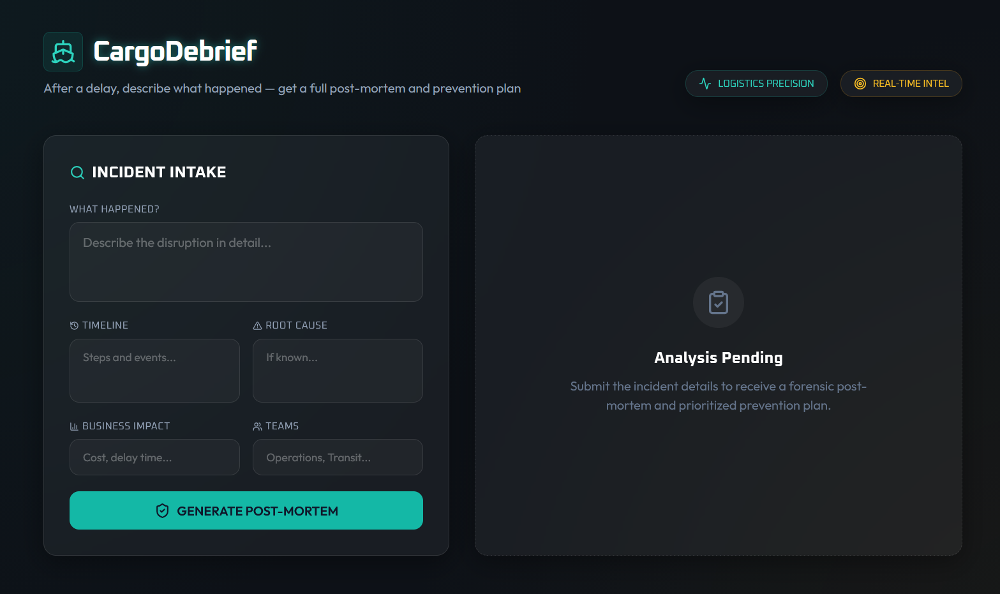 CargoDebrief
After a delay, describe what happened — get a full post-mortem and prevention plan
LOGISTICS PRECISION
REAL-TIME INTEL
INCIDENT INTAKE
WHAT HAPPENED?
Describe the disruption in detail...
TIMELINE
ROOT CAUSE
Steps and events...
If known...
BUSINESS IMPACT
TEAMS
Cost, delay time...
Operations, Transit...
GENERATE POST-MORTEM
Analysis Pending
Submit the incident details to receive a forensic post-
mortem and prioritized prevention plan.